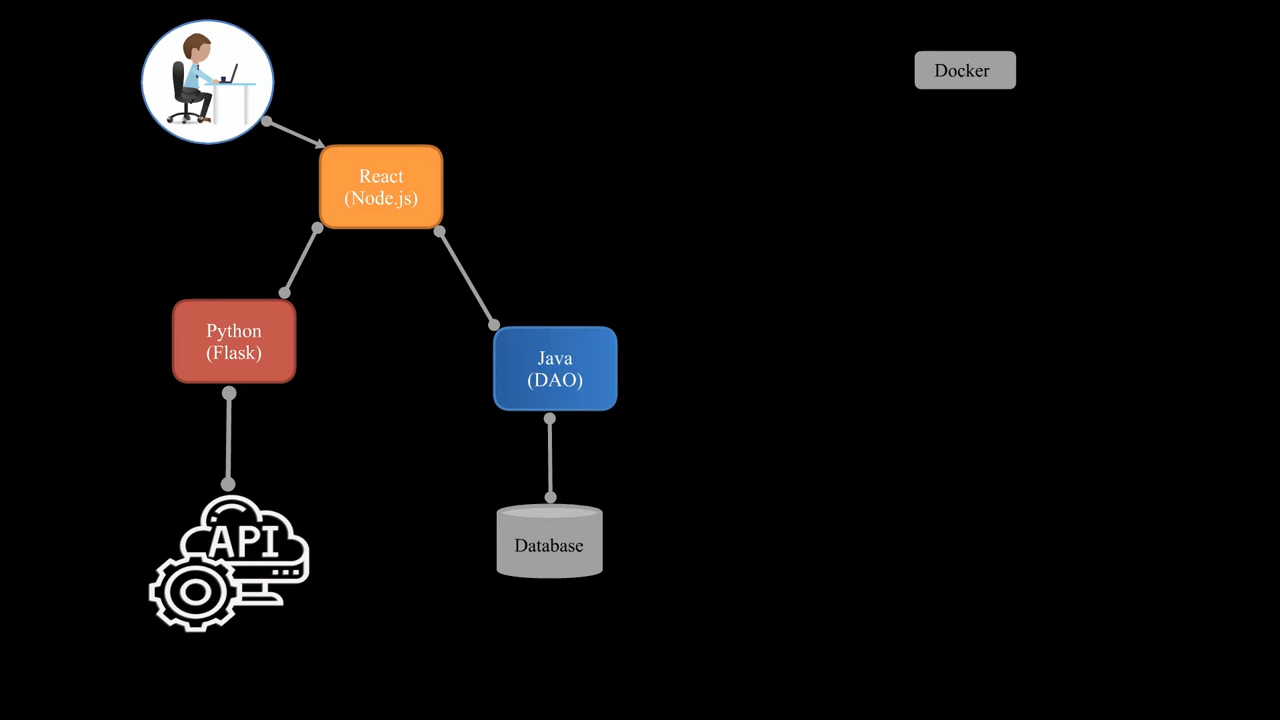 Docker
React
(Node.js)
Python
(Flask)
Java
(DAO)
API
Database